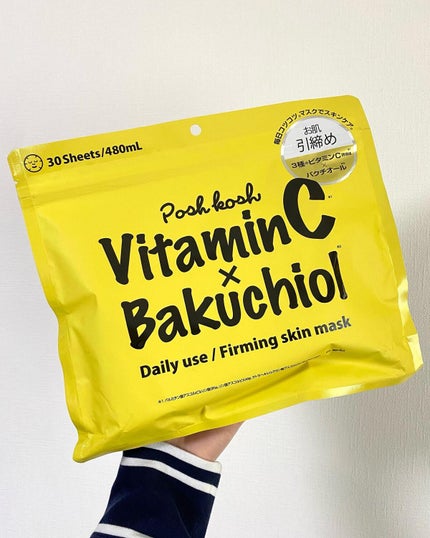 30 Sheets/480mL
毎日コツコツ、マスクでスキンケア。
お肌
引締め
3種のビタミンC
×
バクチオール
Posh kosh
VitaminC
×
Bakuchiol
Daily use / Firming skin mask